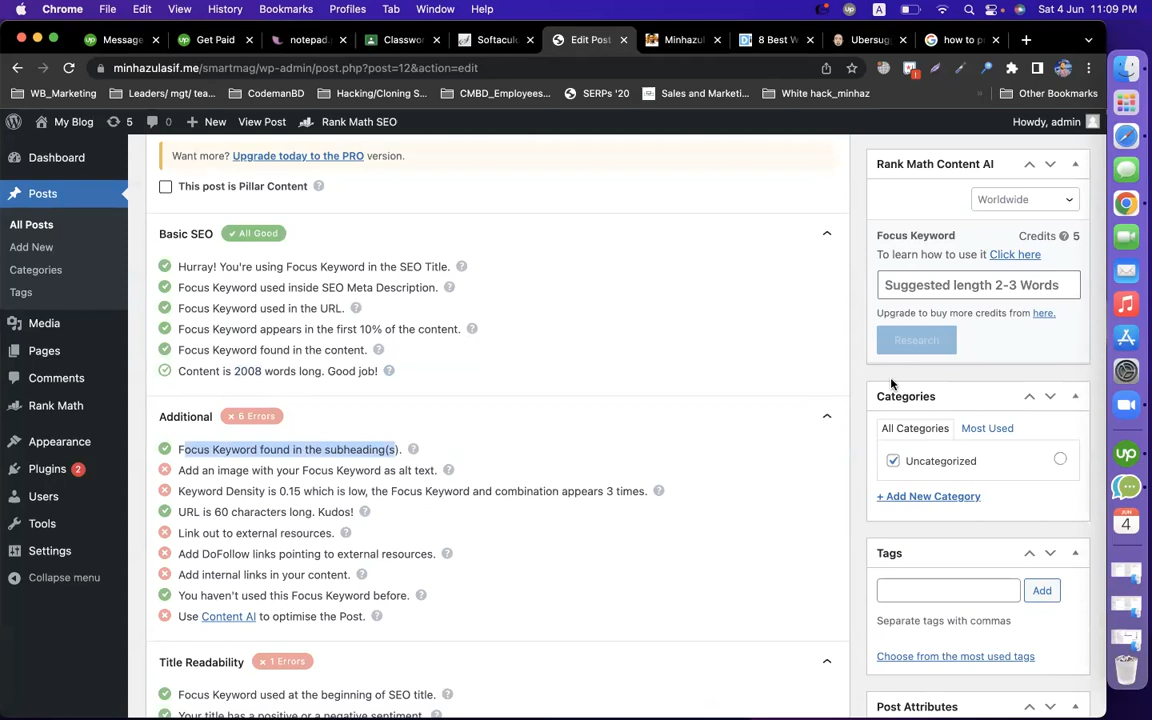 Chrome File Edit View History Bookmarks Profiles Tab Window Help A Sat 4 Jun 11:09 PM
up Message × up Get Paid × notepad. × Classwor × Softacul × Edit Post × Minhazul × 8 Best W × Ubersug × how to p × +
minhazulasif.me/smartmag/wp-admin/post.php?post=12&action=edit
WB_Marketing Leaders/ mgt/ tea... CodemanBD Hacking/Cloning S... CMBD_Employees... SERPs '20 Sales and Marketi... White hack_minhaz » Other Bookmarks
My Blog 5 0 + New View Post Rank Math SEO Howdy, admin
Want more? Upgrade today to the PRO version.
This post is Pillar Content ?
Dashboard
Posts
All Posts
Add New
Categories
Tags
Media
Pages
Comments
Rank Math
Appearance
Plugins 2
Users
Tools
Settings
Collapse menu
Basic SEO ✓ All Good
Hurray! You're using Focus Keyword in the SEO Title. ?
Focus Keyword used inside SEO Meta Description. ?
Focus Keyword used in the URL. ?
Focus Keyword appears in the first 10% of the content. ?
Focus Keyword found in the content. ?
Content is 2008 words long. Good job! ?
Additional × 6 Errors
Focus Keyword found in the subheading(s). ?
Add an image with your Focus Keyword as alt text. ?
Keyword Density is 0.15 which is low, the Focus Keyword and combination appears 3 times. ?
URL is 60 characters long. Kudos! ?
Link out to external resources. ?
Add DoFollow links pointing to external resources. ?
Add internal links in your content. ?
You haven't used this Focus Keyword before. ?
Use Content AI to optimise the Post. ?
Title Readability × 1 Errors
Focus Keyword used at the beginning of SEO title. ?
Your title has a positive or a negative sentiment. ?
Rank Math Content AI
Worldwide
Focus Keyword Credits ? 5
To learn how to use it Click here
Suggested length 2-3 Words
Upgrade to buy more credits from here.
Research
Categories
All Categories Most Used
Uncategorized
+ Add New Category
Tags
Add
Separate tags with commas
Choose from the most used tags
Post Attributes
up
JUN
4